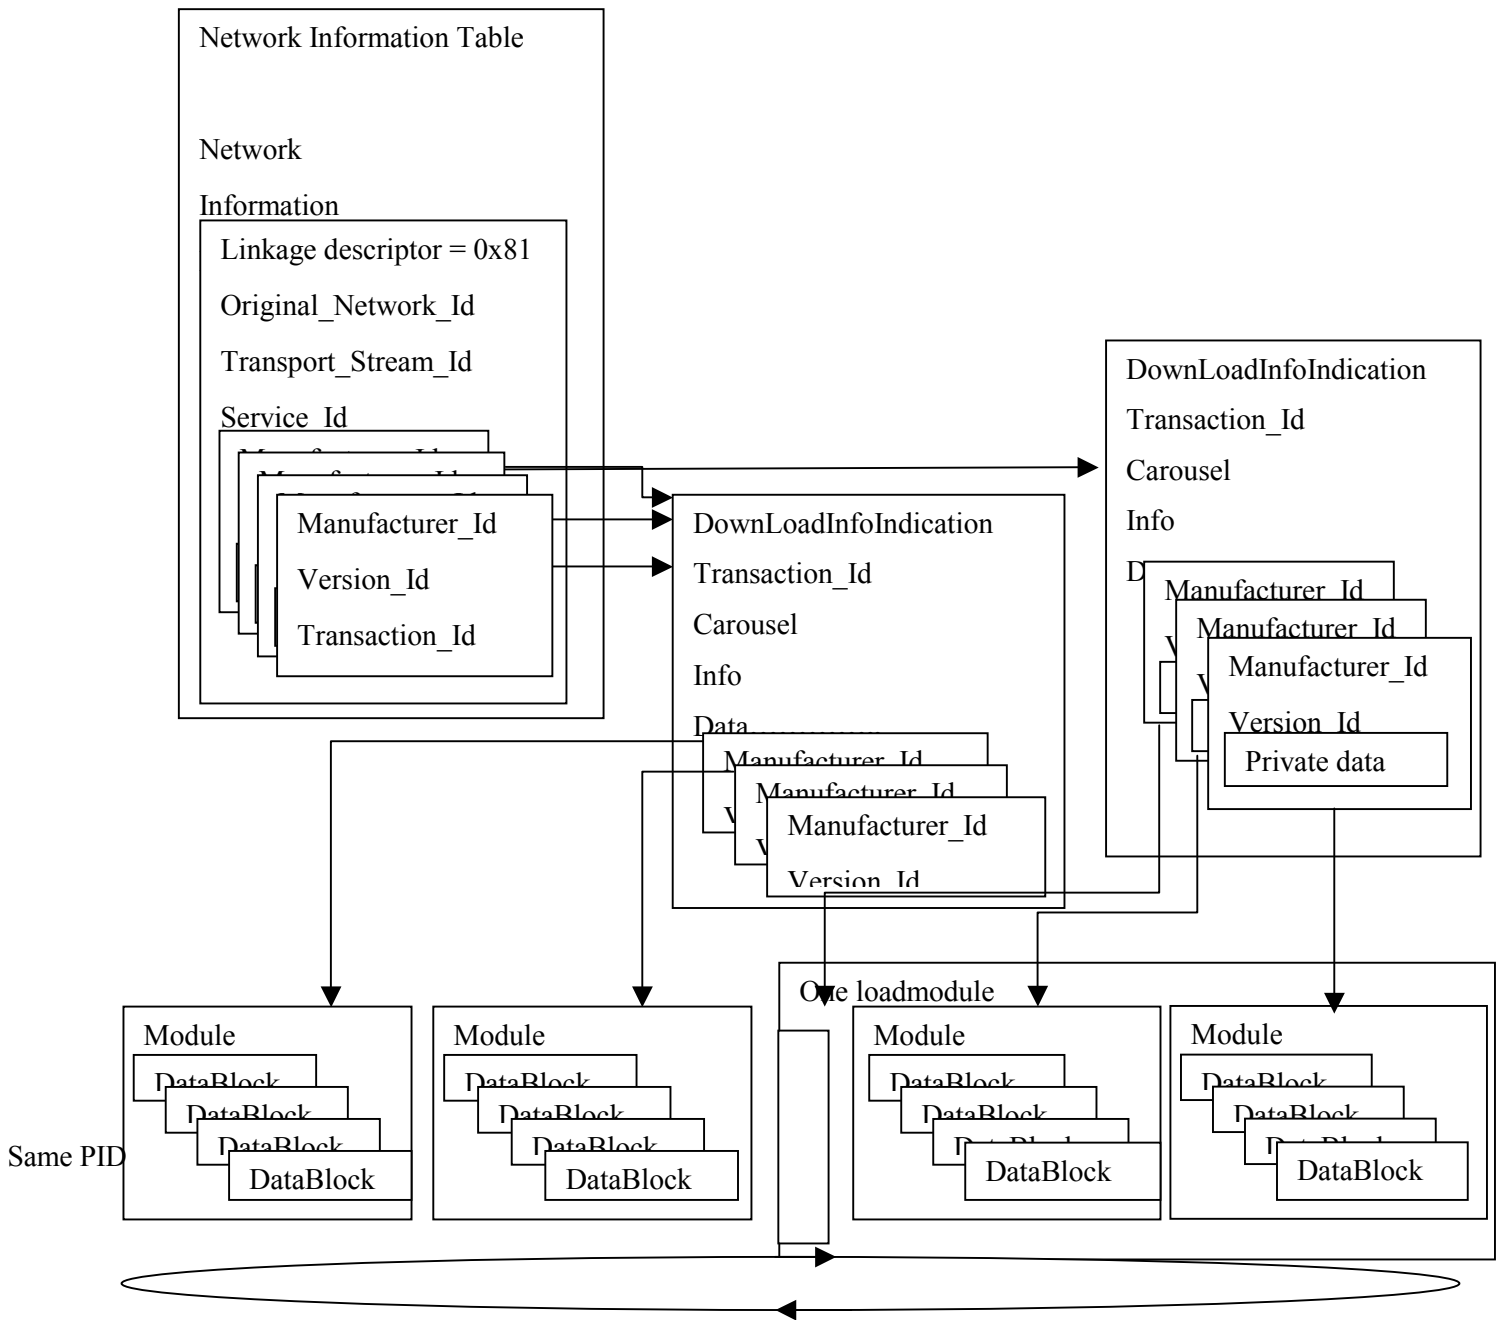 Network Information Table
Network
Information
Linkage descriptor = 0x81
Original_Network_Id
Transport_Stream_Id
Service_Id
Manufacturer_Id
Version_Id
Transaction_Id
DownLoadInfoIndication
Transaction_Id
Carousel
Info
Data...............
Manufacturer_Id
Manufacturer_Id
Manufacturer_Id
Version_Id
DownLoadInfoIndication
Transaction_Id
Carousel
Info
Manufacturer_Id
Manufacturer_Id
Manufacturer_Id
Version_Id
Private data
One loadmodule
Module
DataBlock
DataBlock
DataBlock
DataBlock
Module
DataBlock
DataBlock
DataBlock
DataBlock
Module
DataBlock
DataBlock
DataBlock
DataBlock
Module
DataBlock
DataBlock
DataBlock
DataBlock
Same PID